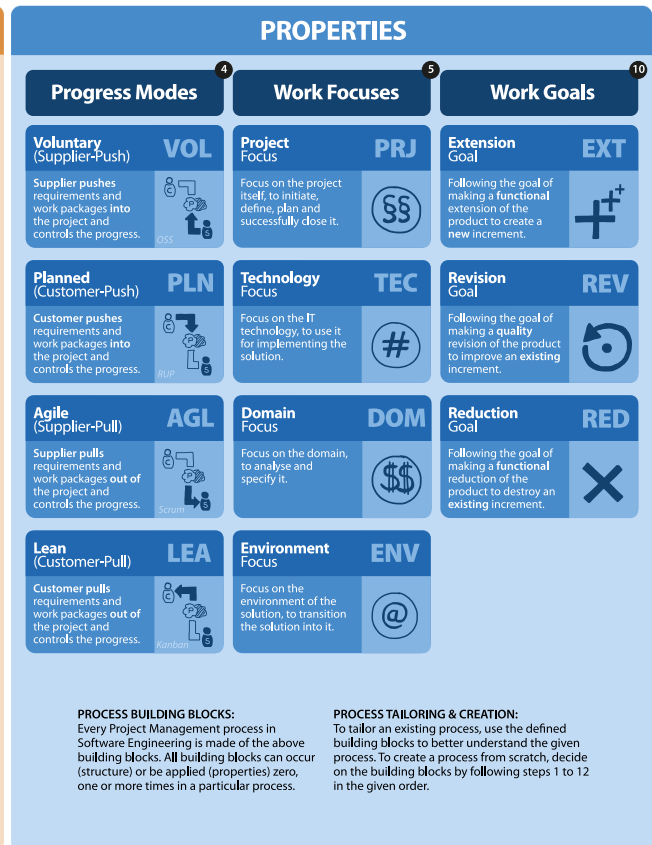 PROPERTIES
4
Progress Modes
5
Work Focuses
10
Work Goals
Voluntary
(Supplier-Push)
VOL
Supplier pushes
requirements and
work packages into
the project and
controls the progress.
C
P
S
OSS
Planned
(Customer-Push)
PLN
Customer pushes
requirements and
work packages into
the project and
controls the progress.
C
P
S
RUP
Agile
(Supplier-Pull)
AGL
Supplier pulls
requirements and
work packages out of
the project and
controls the progress.
C
P
S
Scrum
Lean
(Customer-Pull)
LEA
Customer pulls
requirements and
work packages out of
the project and
controls the progress.
C
P
S
Kanban
Project
Focus
PRJ
Focus on the project
itself, to initiate,
define, plan and
successfully close it.
§§
Technology
Focus
TEC
Focus on the IT
technology, to use it
for implementing the
solution.
#
Domain
Focus
DOM
Focus on the domain,
to analyse and
specify it.
$$
Environment
Focus
ENV
Focus on the
environment of the
solution, to transition
the solution into it.
@
Extension
Goal
EXT
Following the goal of
making a functional
extension of the
product to create a
new increment.
Revision
Goal
REV
Following the goal of
making a quality
revision of the product
to improve an existing
increment.
Reduction
Goal
RED
Following the goal of
making a functional
reduction of the
product to destroy an
existing increment.
PROCESS BUILDING BLOCKS:
Every Project Management process in
Software Engineering is made of the above
building blocks. All building blocks can occur
(structure) or be applied (properties) zero,
one or more times in a particular process.
PROCESS TAILORING & CREATION:
To tailor an existing process, use the defined
building blocks to better understand the given
process. To create a process from scratch, decide
on the building blocks by following steps 1 to 12
in the given order.